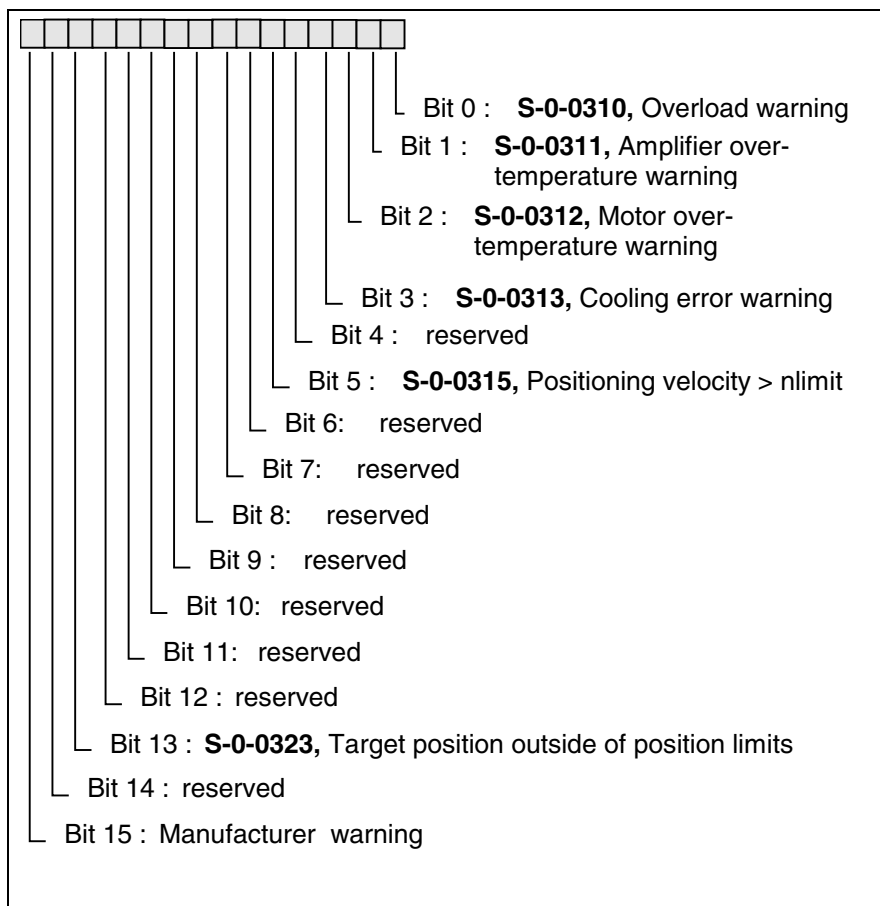 Bit 0 : S-0-0310, Overload warning
Bit 1 : S-0-0311, Amplifier over-
temperature warning
Bit 2 : S-0-0312, Motor over-
temperature warning
Bit 3 : S-0-0313, Cooling error warning
Bit 4 : reserved
Bit 5 : S-0-0315, Positioning velocity > nlimit
Bit 6: reserved
Bit 7: reserved
Bit 8: reserved
Bit 9 : reserved
Bit 10: reserved
Bit 11: reserved
Bit 12 : reserved
Bit 13 : S-0-0323, Target position outside of position limits
Bit 14 : reserved
Bit 15 : Manufacturer warning